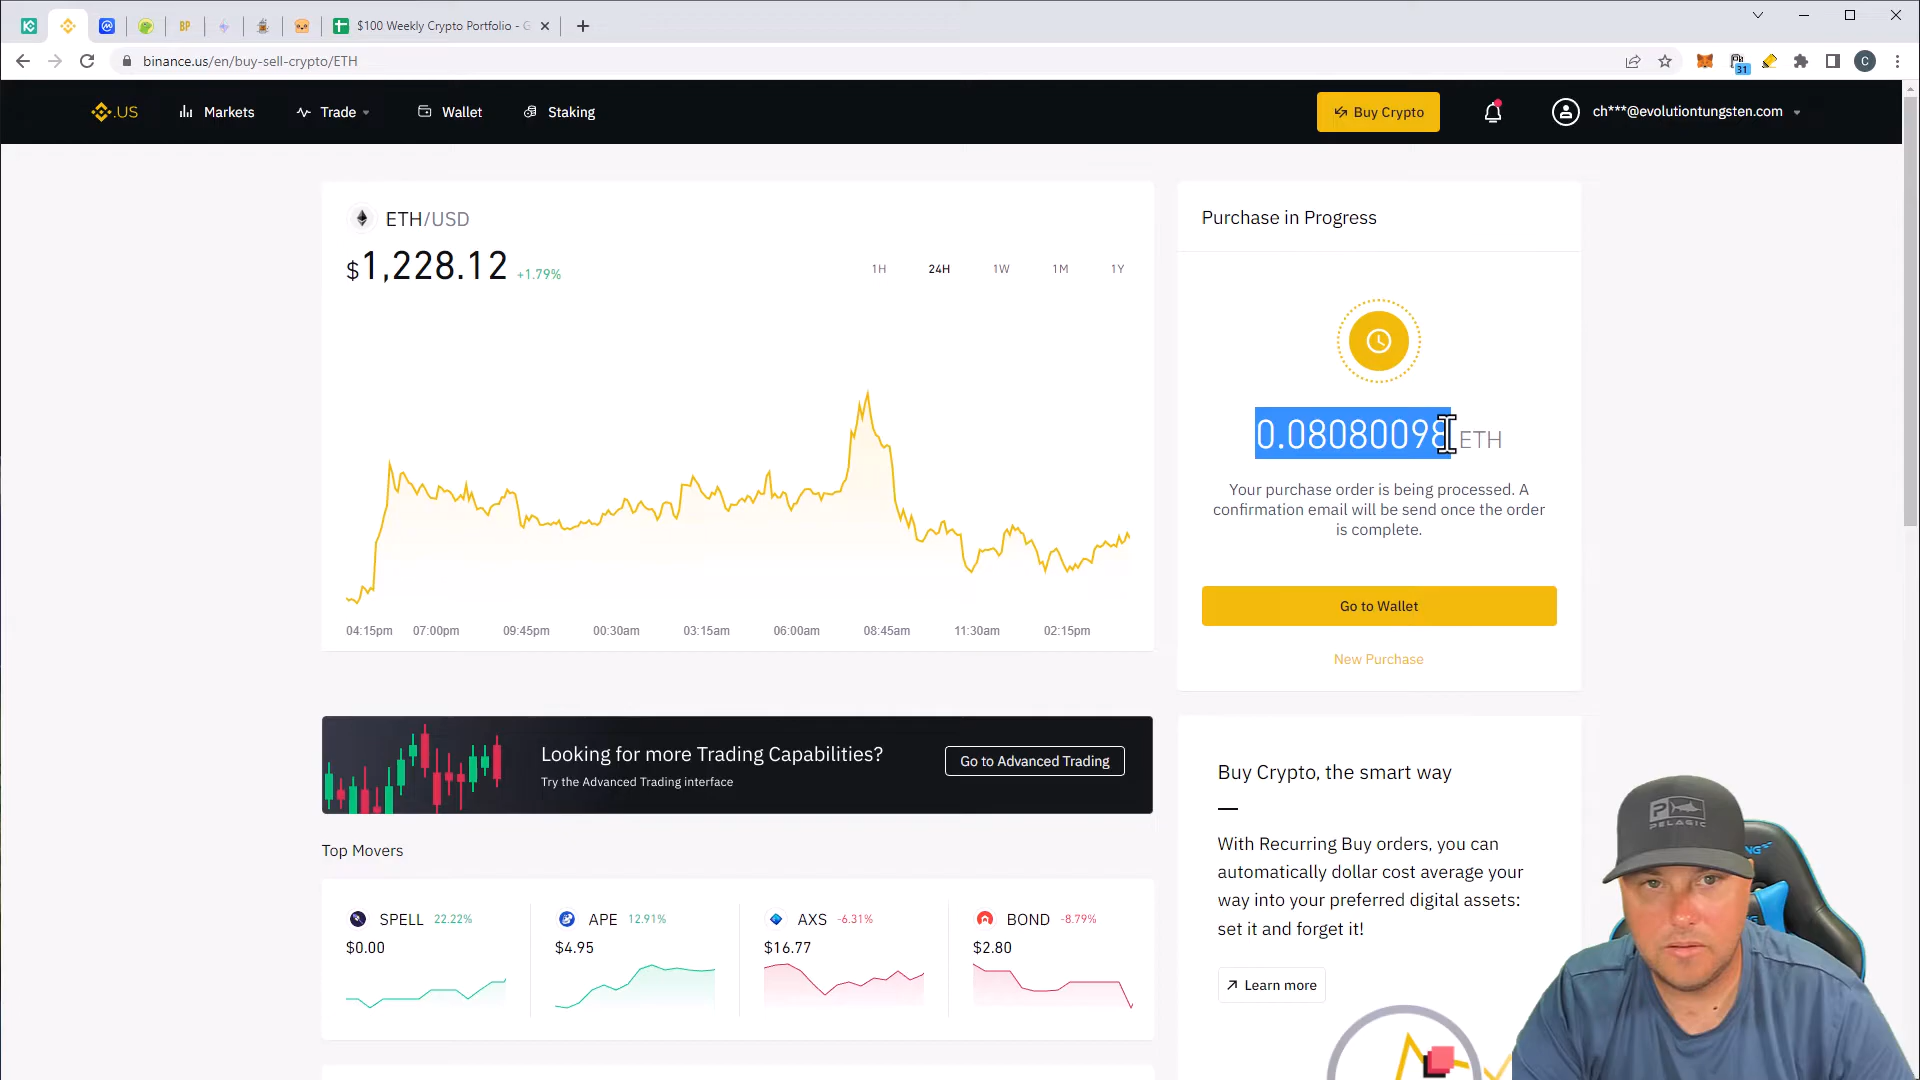 $100 Weekly Crypto Portfolio - G
binance.us/en/buy-sell-crypto/ETH
31
C
.US
Markets
Trade
Wallet
Staking
Buy Crypto
ch***@evolutiontungsten.com
ETH/USD
$1,228.12 +1.79%
1H 24H 1W 1M 1Y
04:15pm 07:00pm 09:45pm 00:30am 03:15am 06:00am 08:45am 11:30am 02:15pm
Purchase in Progress
0.08080098 ETH
Your purchase order is being processed. A
confirmation email will be send once the order
is complete.
Go to Wallet
New Purchase
Looking for more Trading Capabilities?
Try the Advanced Trading interface
Go to Advanced Trading
Top Movers
SPELL 22.22%
$0.00
APE 12.91%
$4.95
AXS -6.31%
$16.77
BOND -8.79%
$2.80
Buy Crypto, the smart way
With Recurring Buy orders, you can
automatically dollar cost average your
way into your preferred digital assets:
set it and forget it!
Learn more
PELAGIC